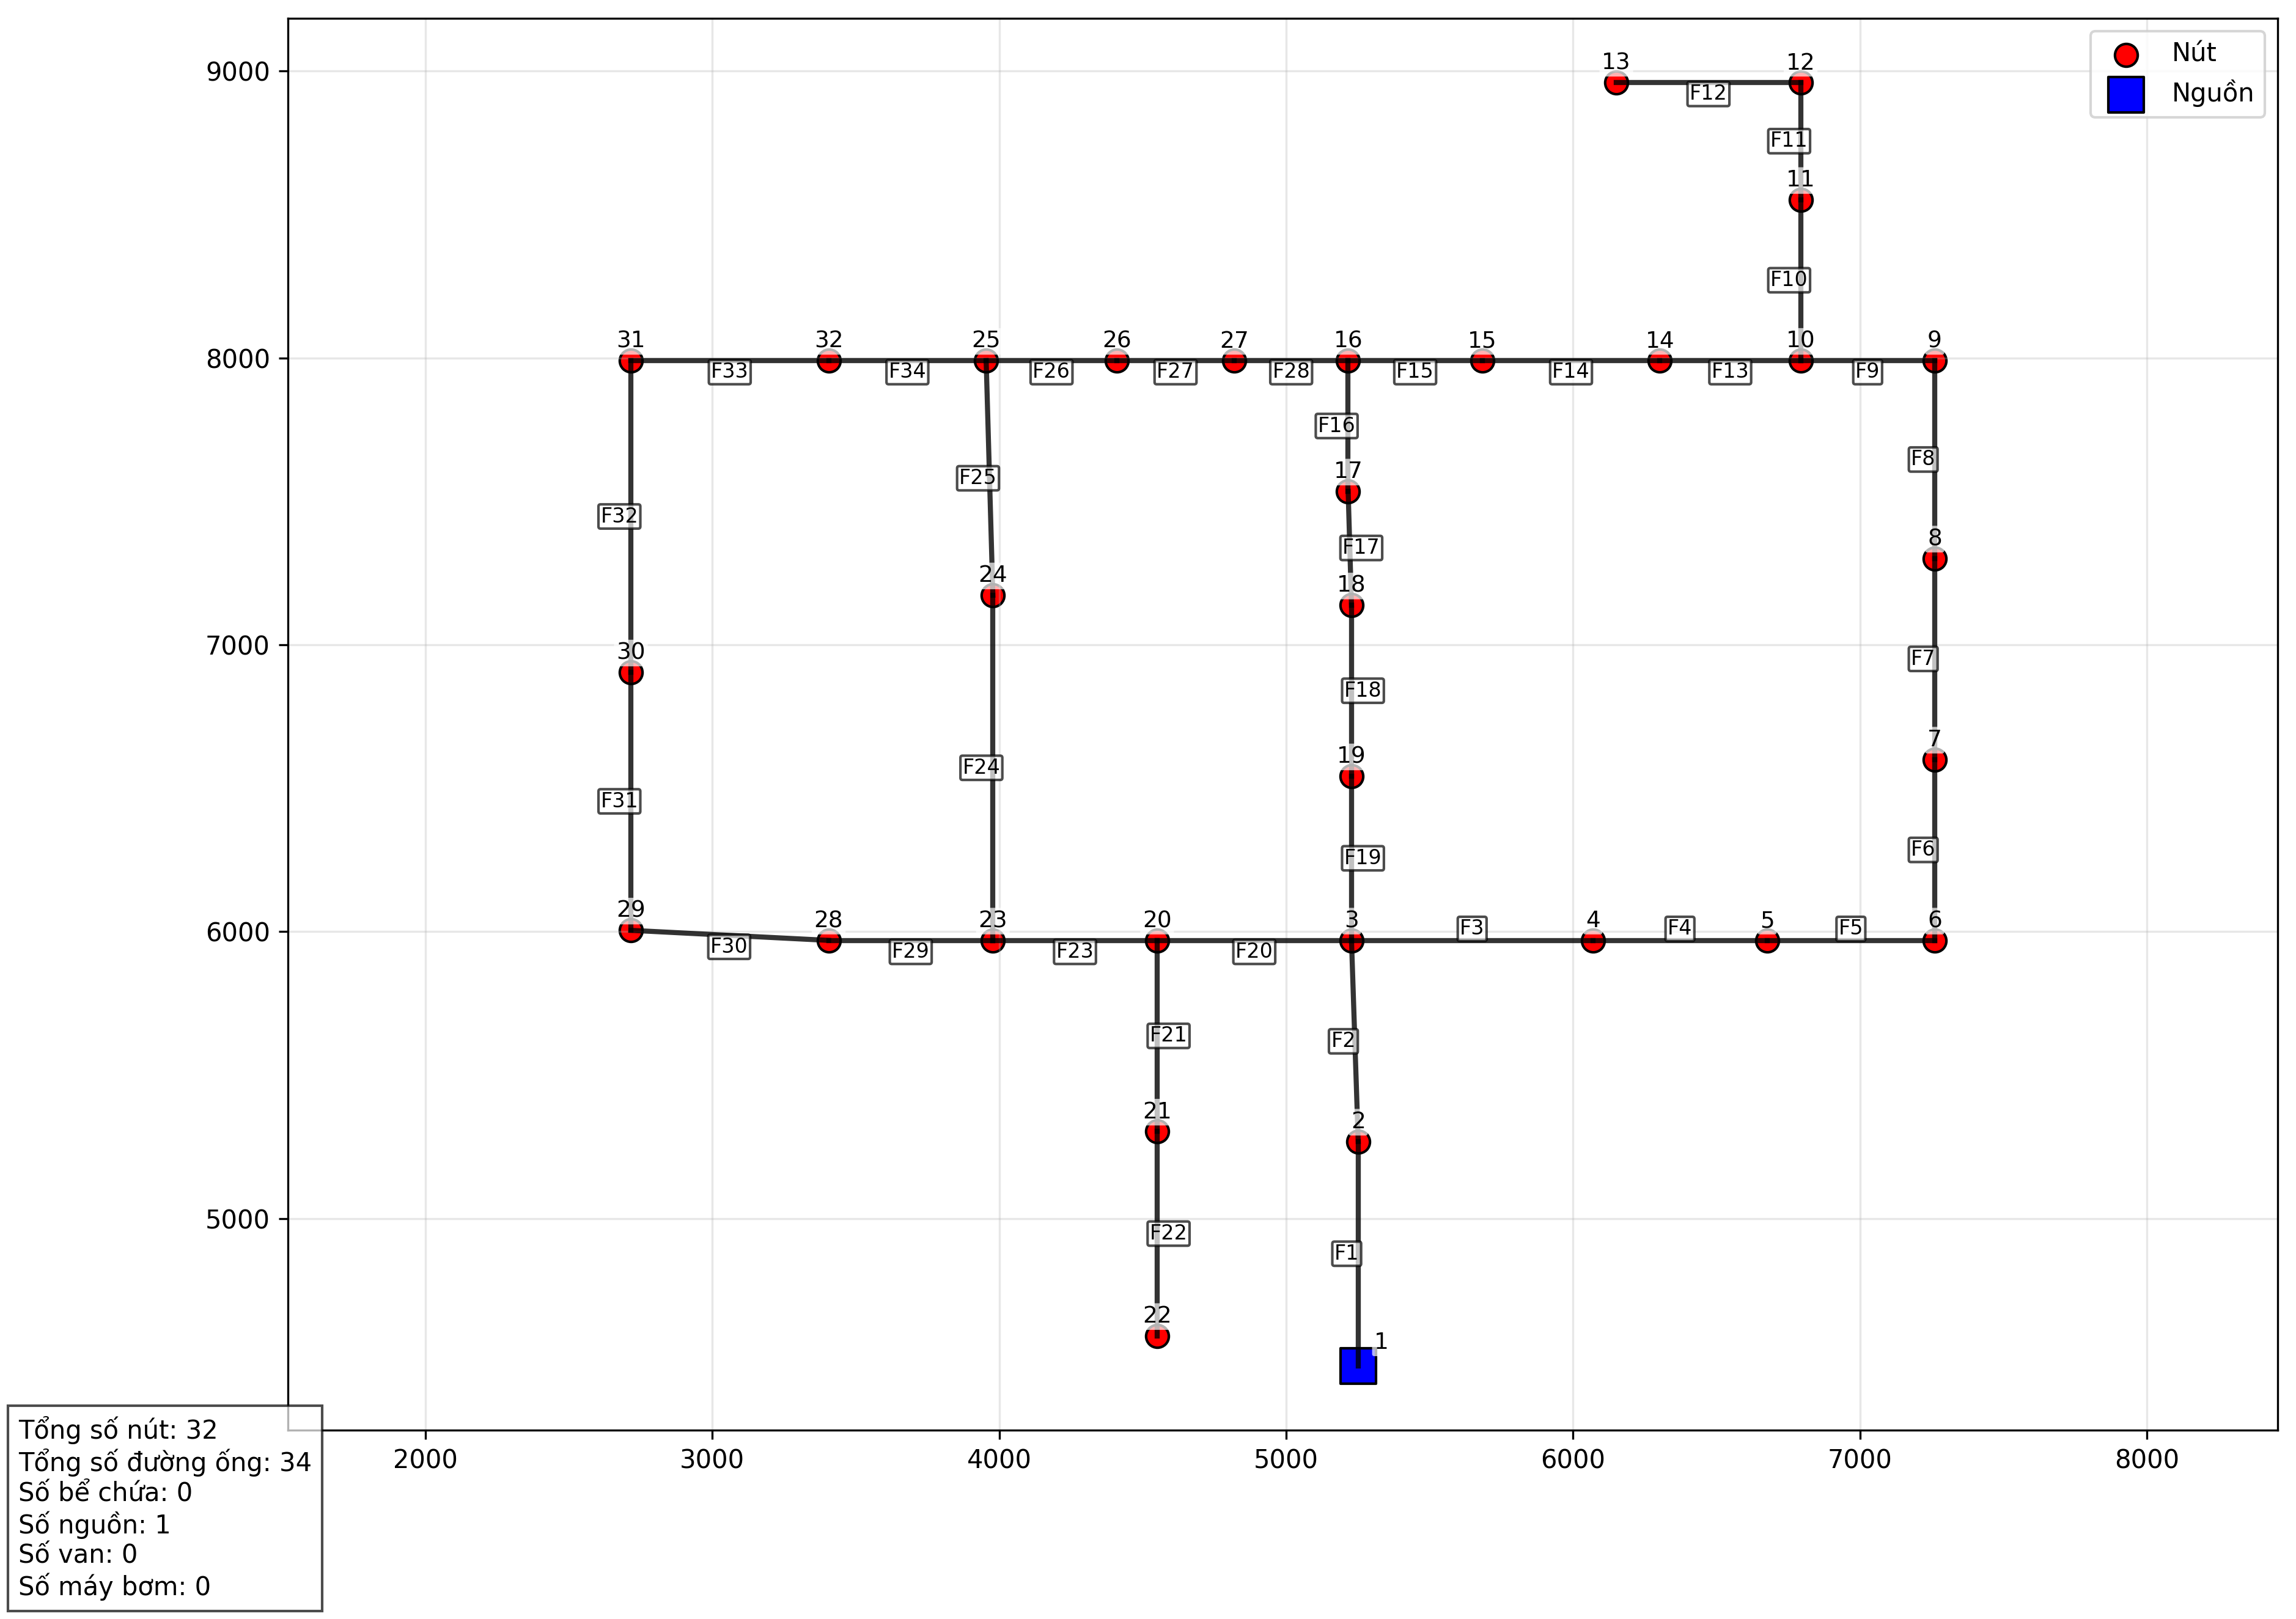 9000
8000
7000
6000
5000
2000
3000
4000
5000
6000
7000
8000
Nút
Nguồn
13
12
F12
F11
11
F10
31
32
25
26
27
16
15
14
10
9
F33
F34
F26
F27
F28
F15
F14
F13
F9
F16
F8
17
F25
F32
8
F17
24
18
30
F7
F18
7
19
F24
F31
F19
F6
29
28
23
20
3
4
5
6
F3
F4
F5
F30
F29
F23
F20
F21
F2
21
2
F22
F1
22
1
Tổng số nút: 32
Tổng số đường ống: 34
Số bể chứa: 0
Số nguồn: 1
Số van: 0
Số máy bơm: 0